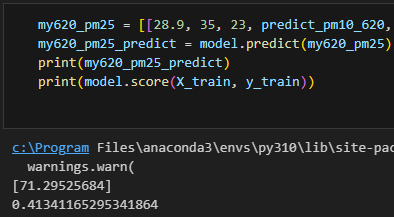 my620_pm25 = [[28.9, 35, 23, predict_pm10_620,
my620_pm25_predict = model.predict(my620_pm25)
print(my620_pm25_predict)
print(model.score(X_train, y_train))
c:\Program Files\anaconda3\envs\py310\lib\site-pac
warnings.warn(
[71.29525684]
0.41341165295341864